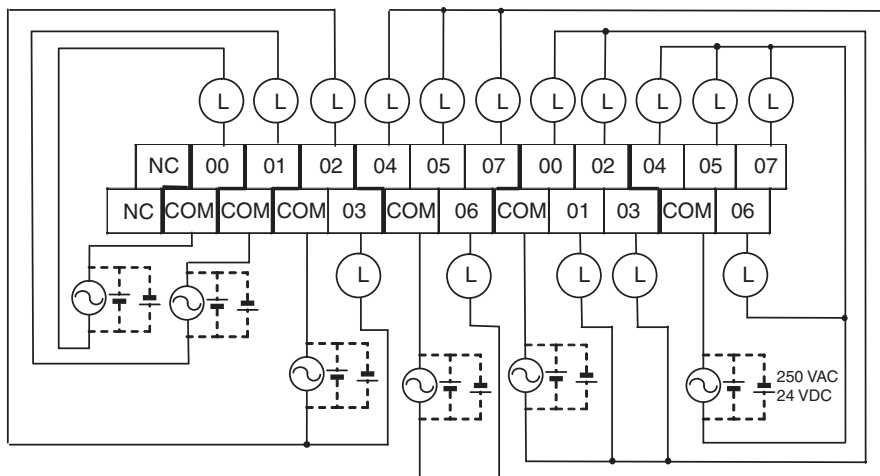 L L L L L L L L L L L
NC 00 01 02 04 05 07 00 02 04 05 07
NC COM COM COM 03 COM 06 COM 01 03 COM 06
L L L L L
250 VAC
24 VDC